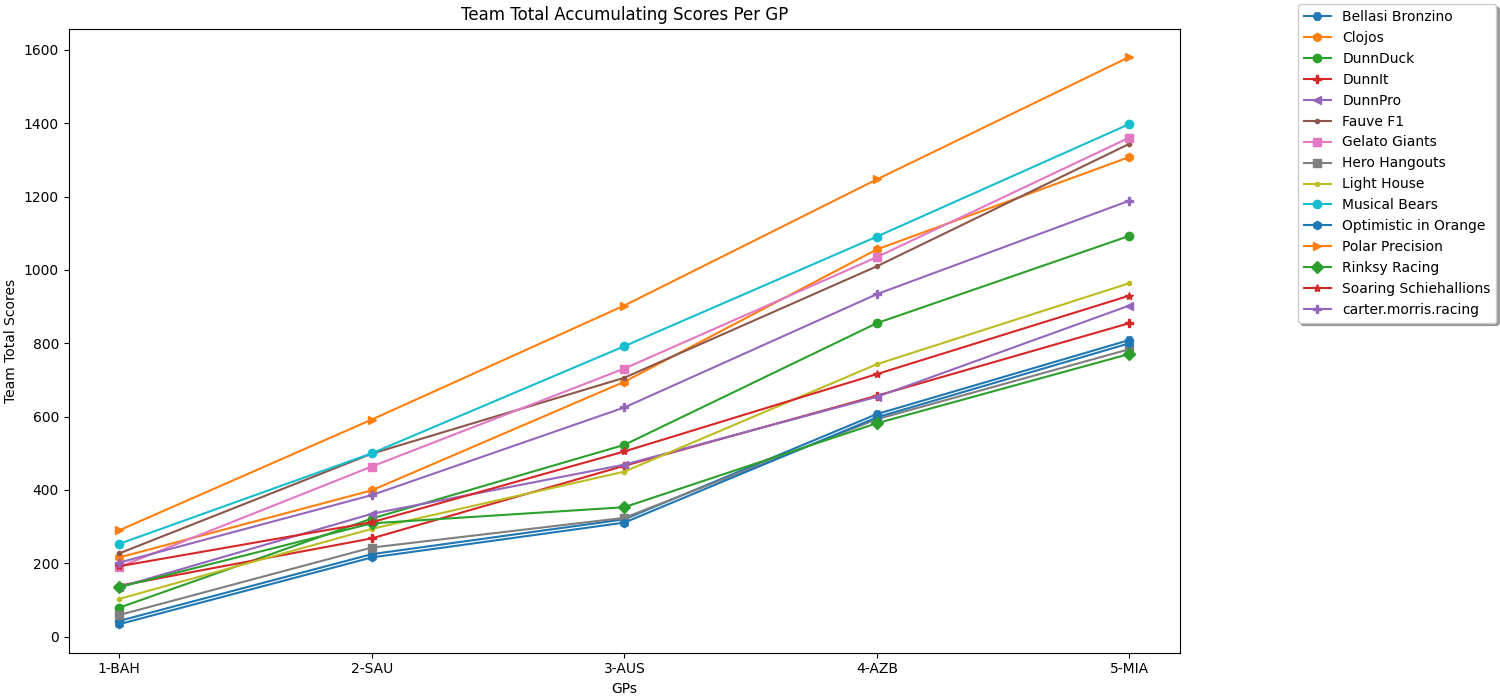 Team Total Accumulating Scores Per GP
Team Total Scores
1600
1400
1200
1000
800
600
400
200
0
1-BAH
2-SAU
3-AUS
4-AZB
5-MIA
GPs
Bellasi Bronzino
Clojos
DunnDuck
DunnIt
DunnPro
Fauve F1
Gelato Giants
Hero Hangouts
Light House
Musical Bears
Optimistic in Orange
Polar Precision
Rinksy Racing
Soaring Schiehallions
carter.morris.racing